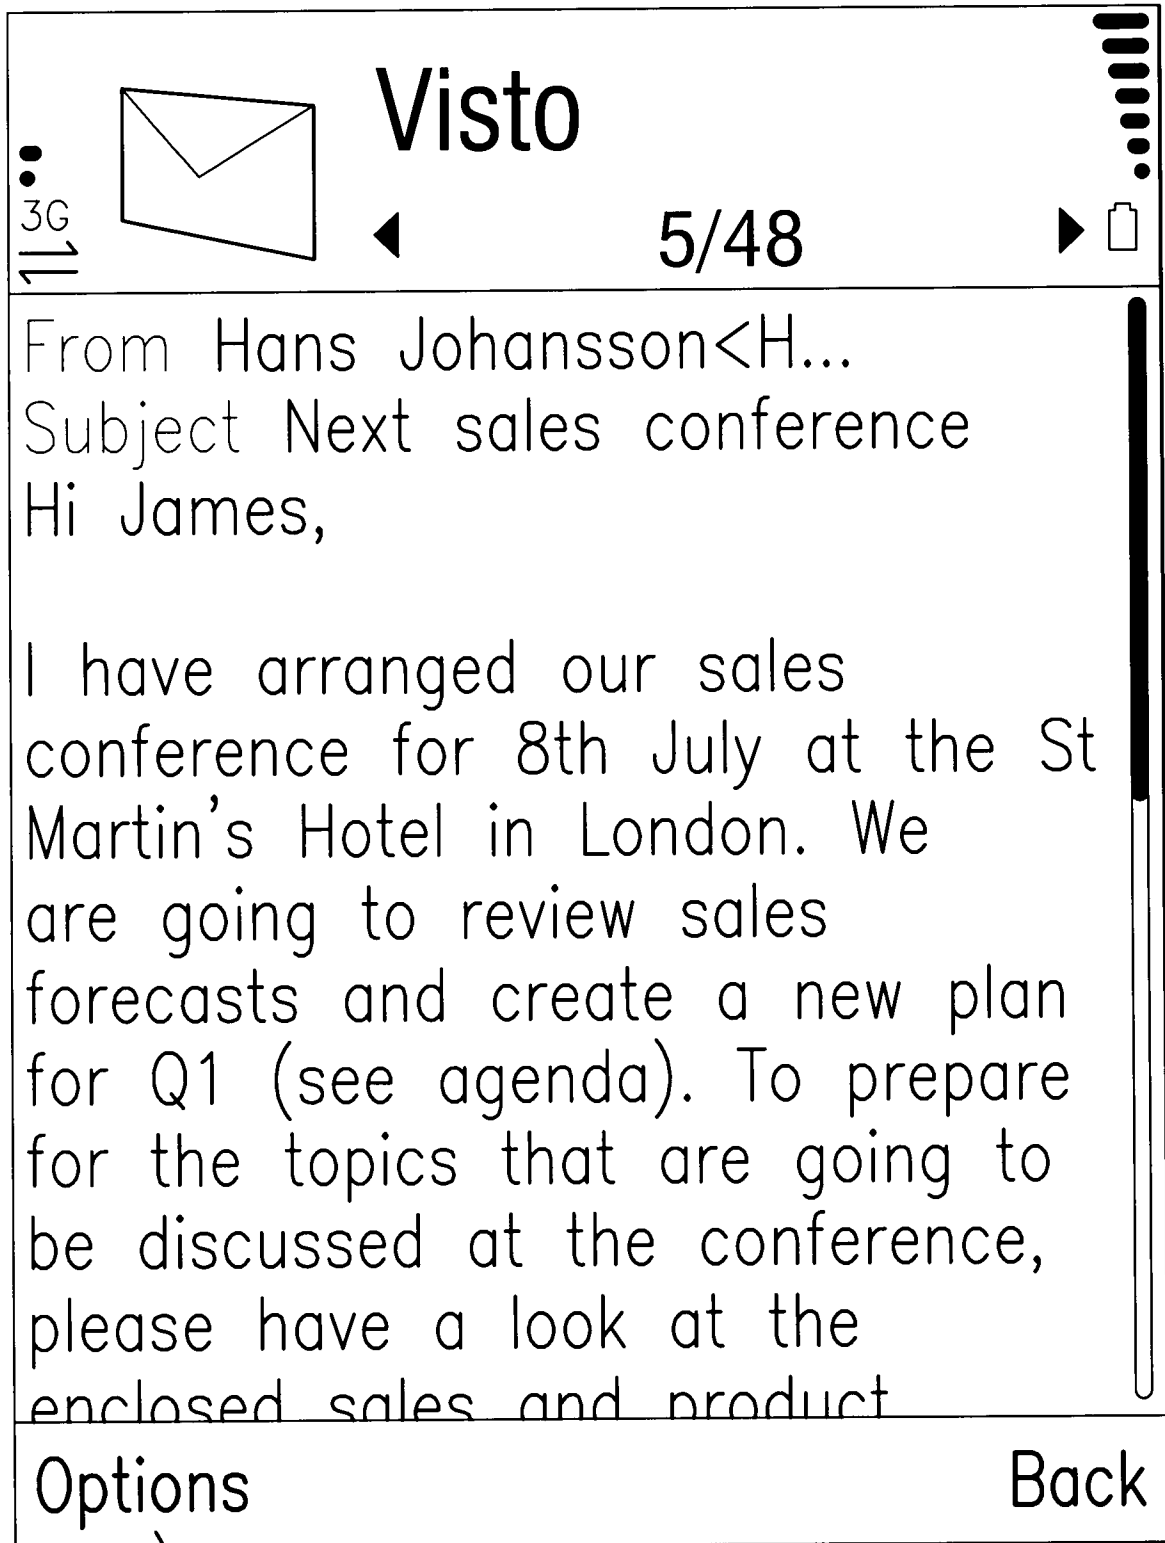 Visto
3G
5/48
From Hans Johansson<H...
Subject Next sales conference
Hi James,
I have arranged our sales
conference for 8th July at the St
Martin's Hotel in London. We
are going to review sales
forecasts and create a new plan
for Q1 (see agenda). To prepare
for the topics that are going to
be discussed at the conference,
please have a look at the
enclosed sales and product
Options
Back